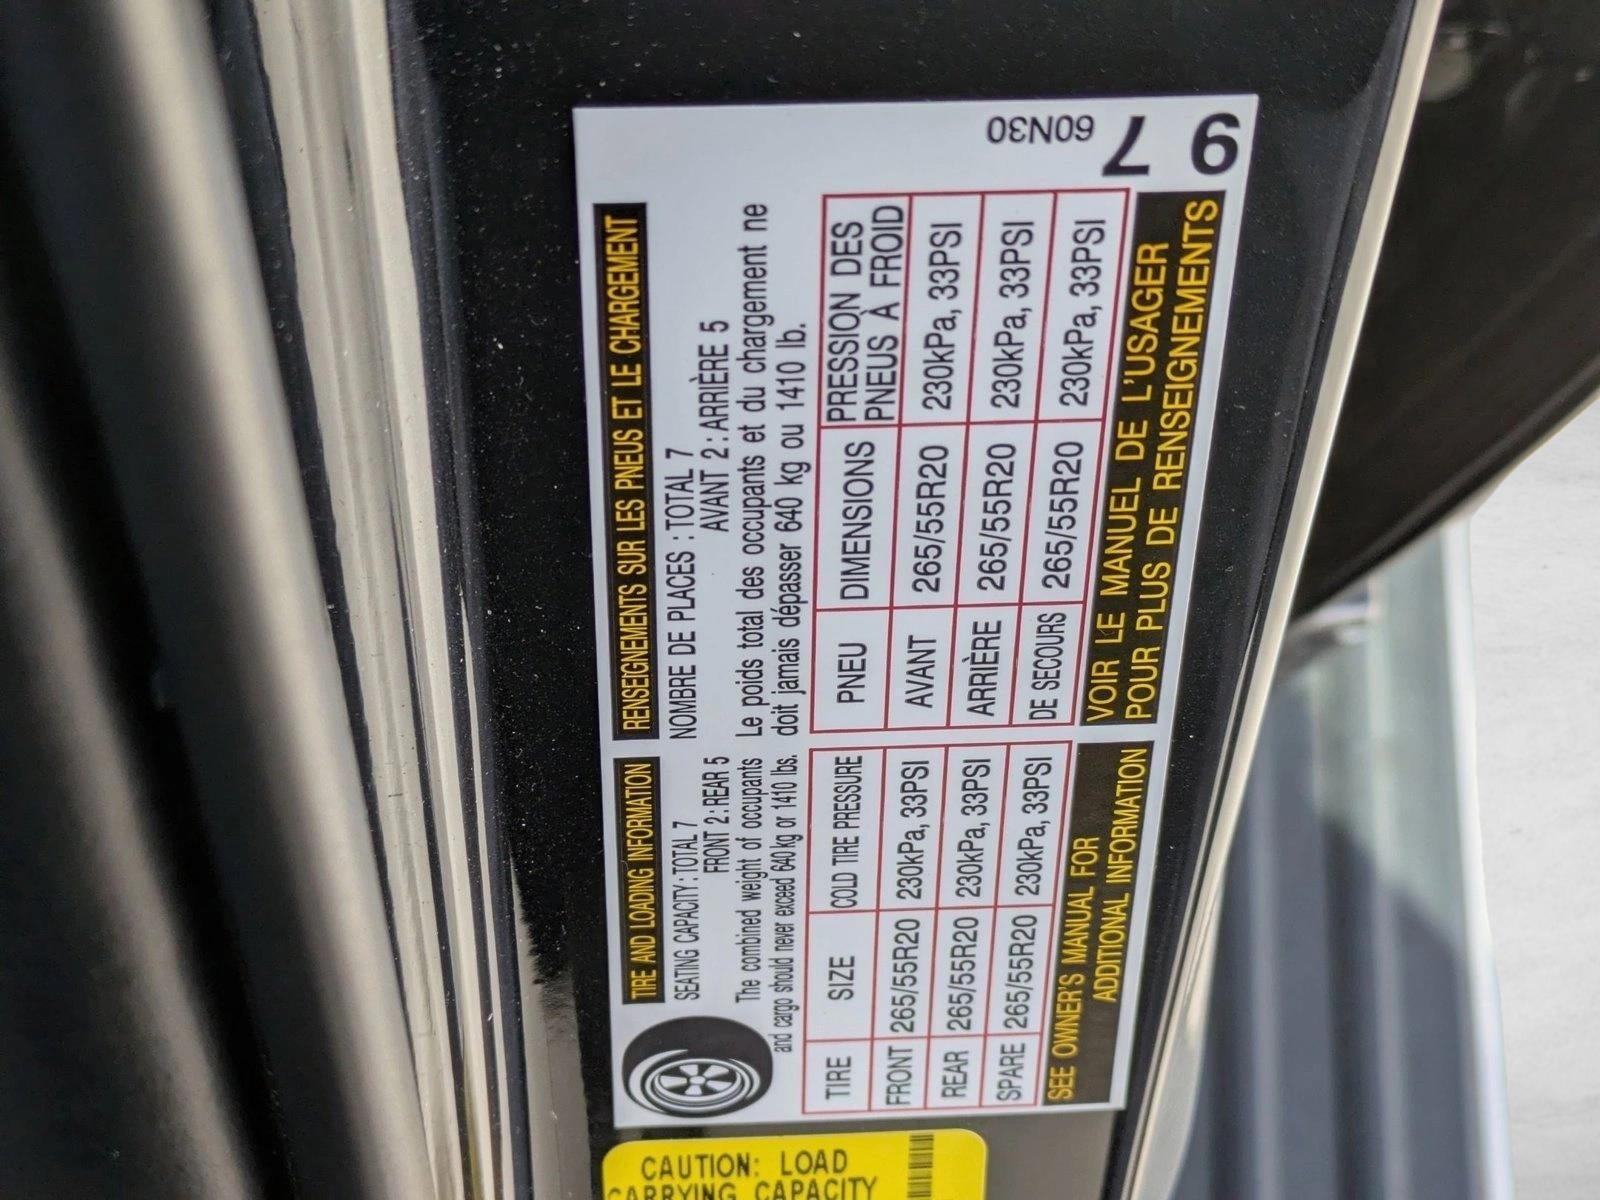 TIRE AND LOADING INFORMATION
SEATING CAPACITY : TOTAL 7
FRONT 2 : REAR 5
The combined weight of occupants
and cargo should never exceed 640 kg or 1410 lbs.
TIRE SIZE COLD TIRE PRESSURE
FRONT 265/55R20 230kPa, 33PSI
REAR 265/55R20 230kPa, 33PSI
SPARE 265/55R20 230kPa, 33PSI
SEE OWNER'S MANUAL FOR
ADDITIONAL INFORMATION
RENSEIGNEMENTS SUR LES PNEUS ET LE CHARGEMENT
NOMBRE DE PLACES : TOTAL 7
AVANT 2 : ARRIÈRE 5
Le poids total des occupants et du chargement ne
doit jamais dépasser 640 kg ou 1410 lb.
PNEU DIMENSIONS PRESSION DES
PNEUS À FROID
AVANT 265/55R20 230kPa, 33PSI
ARRIÈRE 265/55R20 230kPa, 33PSI
DE SECOURS 265/55R20 230kPa, 33PSI
VOIR LE MANUEL DE L'USAGER
POUR PLUS DE RENSEIGNEMENTS
60N30
7
9
CAUTION: LOAD
CARRYING CAPACITY